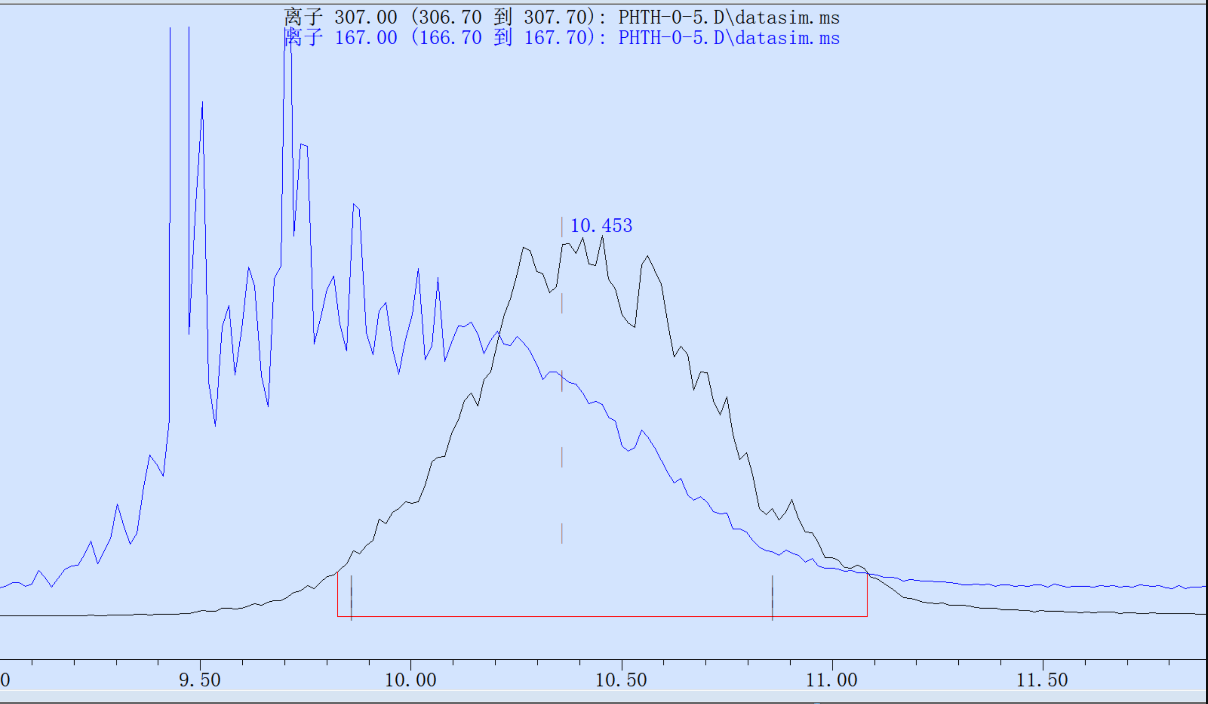 离子 307.00 (306.70 到 307.70): PHTH-0-5.D\datasim.ms
离子 167.00 (166.70 到 167.70): PHTH-0-5.D\datasim.ms
10.453
0 9.50 10.00 10.50 11.00 11.50